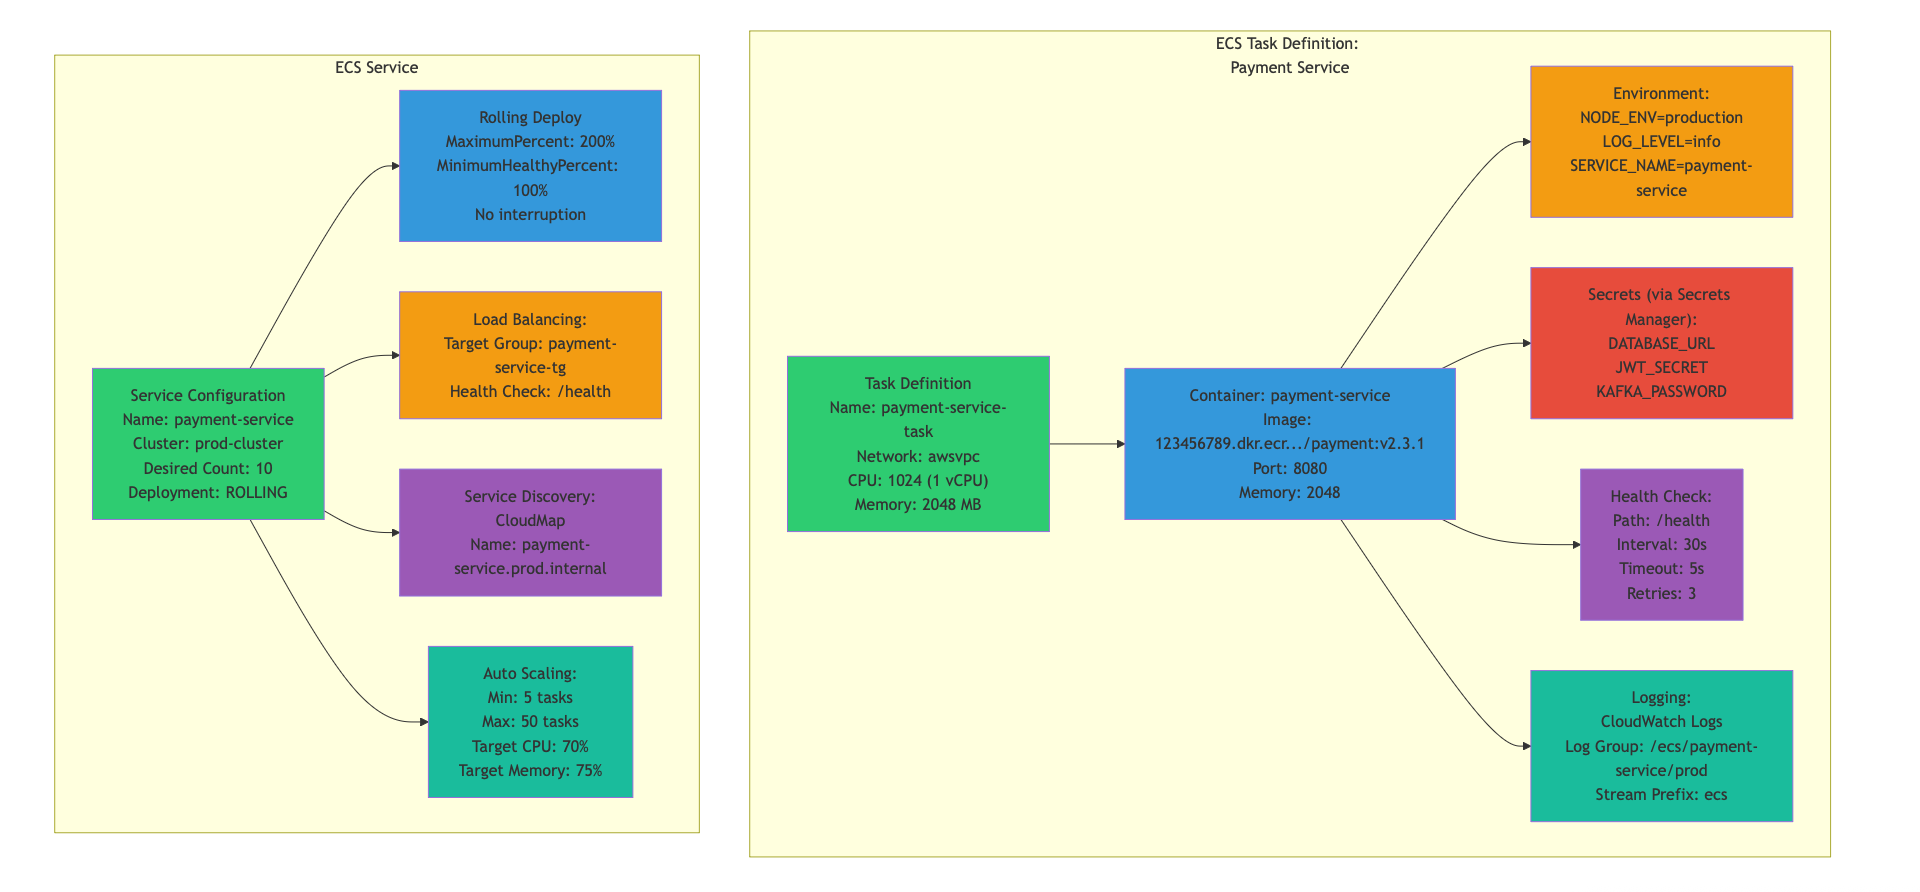 ECS Service
Rolling Deploy
MaximumPercent: 200%
MinimumHealthyPercent:
100%
No interruption
Load Balancing:
Target Group: payment-
service-tg
Health Check: /health
Service Configuration
Name: payment-service
Cluster: prod-cluster
Desired Count: 10
Deployment: ROLLING
Service Discovery:
CloudMap
Name: payment-
service.prod.internal
Auto Scaling:
Min: 5 tasks
Max: 50 tasks
Target CPU: 70%
Target Memory: 75%
ECS Task Definition:
Payment Service
Task Definition
Name: payment-service-
task
Network: awsvpc
CPU: 1024 (1 vCPU)
Memory: 2048 MB
Container: payment-service
Image:
123456789.dkr.ecr.../payment:v2.3.1
Port: 8080
Memory: 2048
Environment:
NODE_ENV=production
LOG_LEVEL=info
SERVICE_NAME=payment-
service
Secrets (via Secrets
Manager):
DATABASE_URL
JWT_SECRET
KAFKA_PASSWORD
Health Check:
Path: /health
Interval: 30s
Timeout: 5s
Retries: 3
Logging:
CloudWatch Logs
Log Group: /ecs/payment-
service/prod
Stream Prefix: ecs